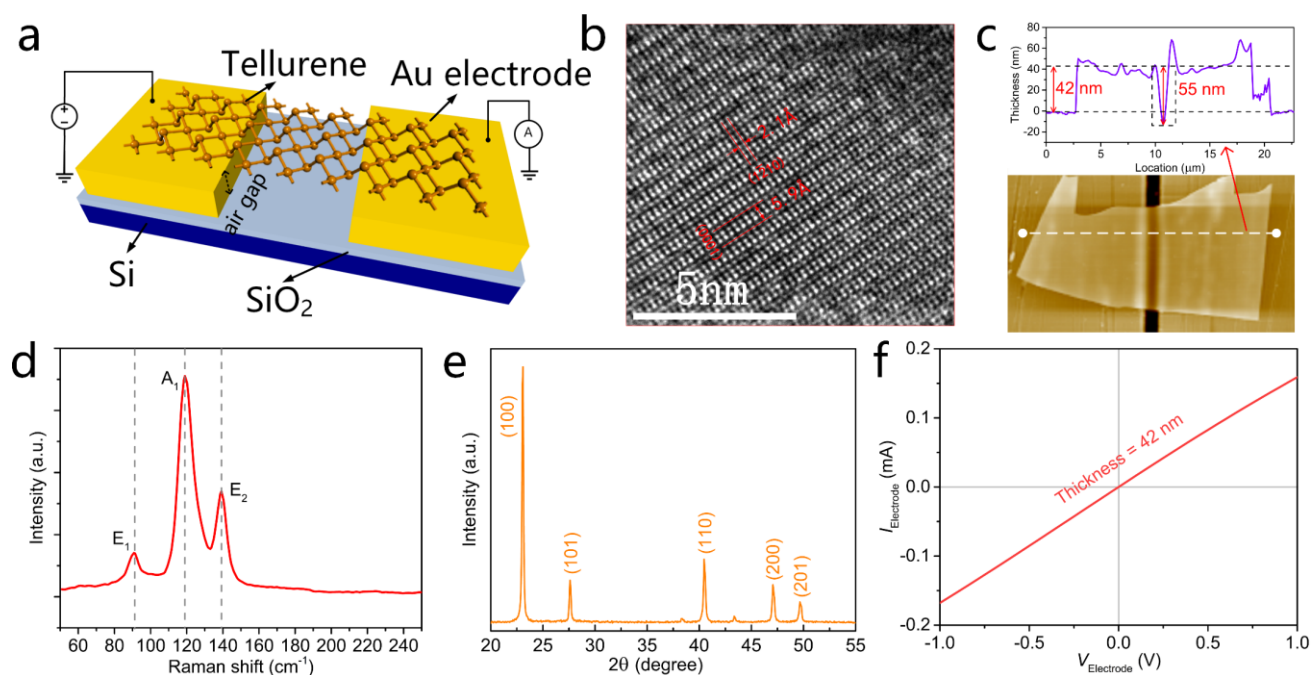 a
Tellurene
Au electrode
A
air gap
Si
SiO2
b
2.1Å
5.9Å
5nm
c
Thickness (nm)
80
60
40
20
0
-20
42 nm
55 nm
0 5 10 15 20
Location (μm)
d
Intensity (a.u.)
E1
A1
E2
60 80 100 120 140 160 180 200 220 240
Raman shift (cm⁻¹)
e
Intensity (a.u.)
(100)
(101)
(110)
(200)
(201)
20 25 30 35 40 45 50 55
2θ (degree)
f
IElectrode (mA)
0.2
0.1
0.0
-0.1
-0.2
Thickness = 42 nm
-1.0 -0.5 0.0 0.5 1.0
VElectrode (V)